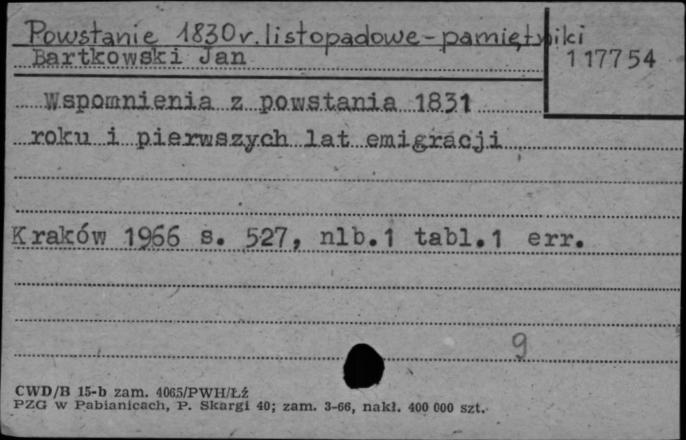 Powstanie 1830r. listopadowe - pamiętniki
Bartkowski Jan
117754
Wspomnienia z powstania 1831
roku i pierwszych lat emigracji
Kraków 1966 s. 527, nlb.1 tabl.1 err.
9
CWD/B 15-b zam. 4065/PWH/Łź
PZG w Pabianicach, P. Skargi 40; zam. 3-66, nakł. 400 000 szt.